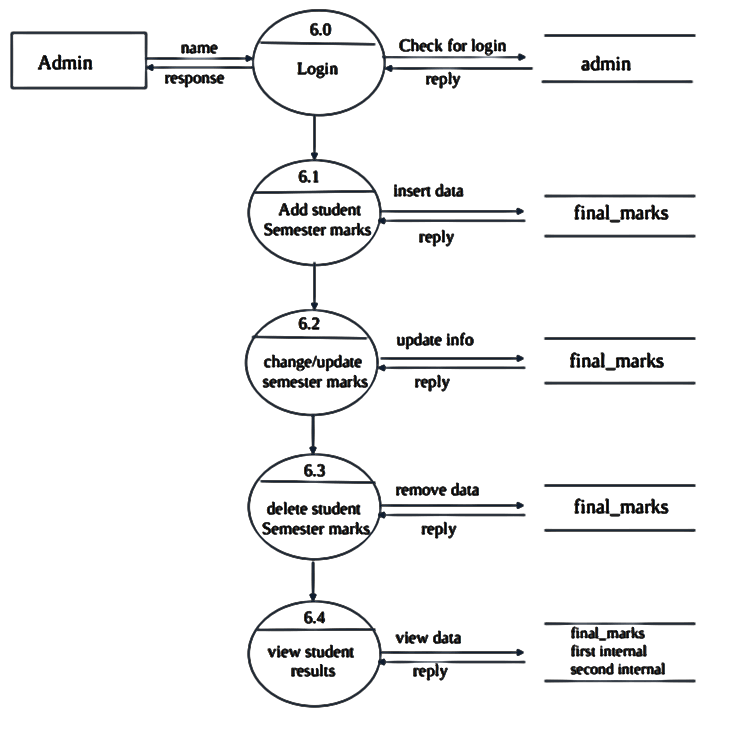 6.0
Admin
name
response
Login
Check for login
reply
admin
6.1
Add student
Semester marks
insert data
reply
final_marks
6.2
change/update
semester marks
update info
reply
final_marks
6.3
delete student
Semester marks
remove data
reply
final_marks
6.4
view student
results
view data
reply
final_marks
first internal
second internal